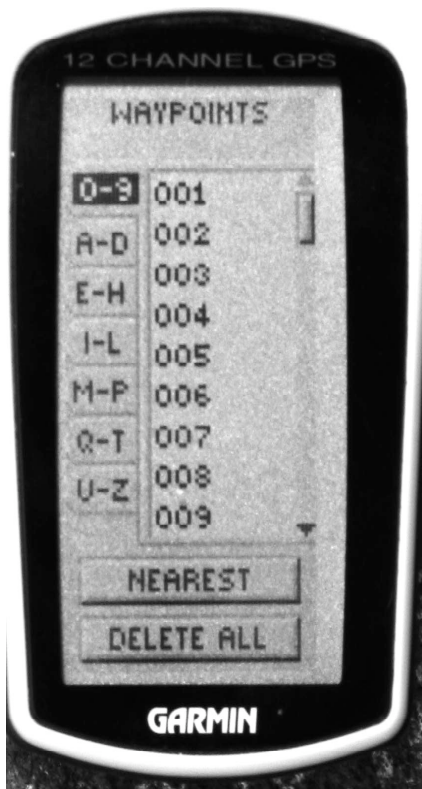 12 CHANNEL GPS
WAYPOINTS
0-9 001
A-D 002
E-H 003
004
I-L 005
M-P 006
Q-T 007
U-Z 008
009
NEAREST
DELETE ALL
GARMIN